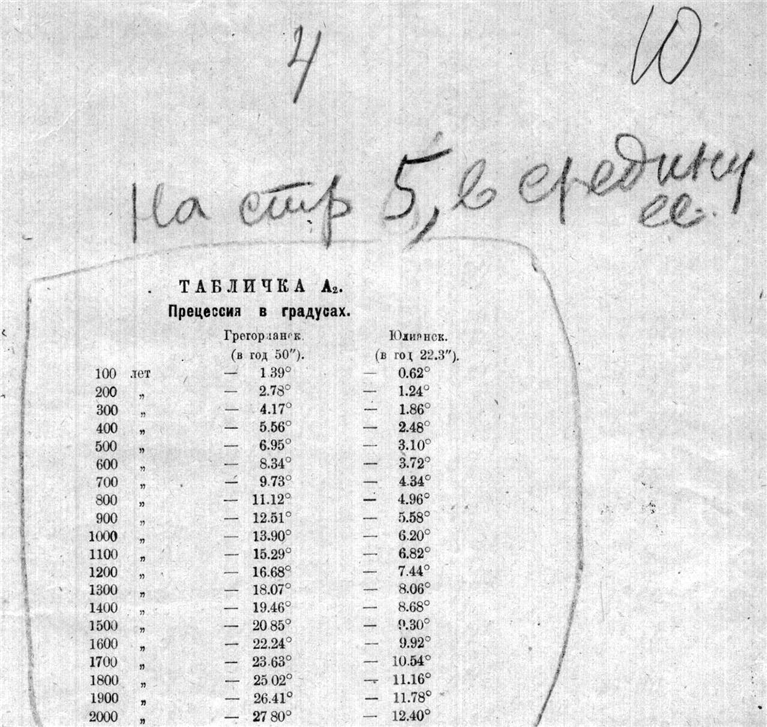 4 10
На стр 5, в средину
ее.
ТАБЛИЧКА А₂.
Прецессия в градусах.
Грегорианск. Юлианск.
(в год 50"). (в год 22.3").
100 лет — 1.39° — 0.62°
200 „ — 2.78° — 1.24°
300 „ — 4.17° — 1.86°
400 „ — 5.56° — 2.48°
500 „ — 6.95° — 3.10°
600 „ — 8.34° — 3.72°
700 „ — 9.73° — 4.34°
800 „ — 11.12° — 4.96°
900 „ — 12.51° — 5.58°
1000 „ — 13.90° — 6.20°
1100 „ — 15.29° — 6.82°
1200 „ — 16.68° — 7.44°
1300 „ — 18.07° — 8.06°
1400 „ — 19.46° — 8.68°
1500 „ — 20 85° — 9.30°
1600 „ — 22.24° — 9.92°
1700 „ — 23.63° — 10.54°
1800 „ — 25 02° — 11.16°
1900 „ — 26.41° — 11.78°
2000 „ — 27 80° — 12.40°